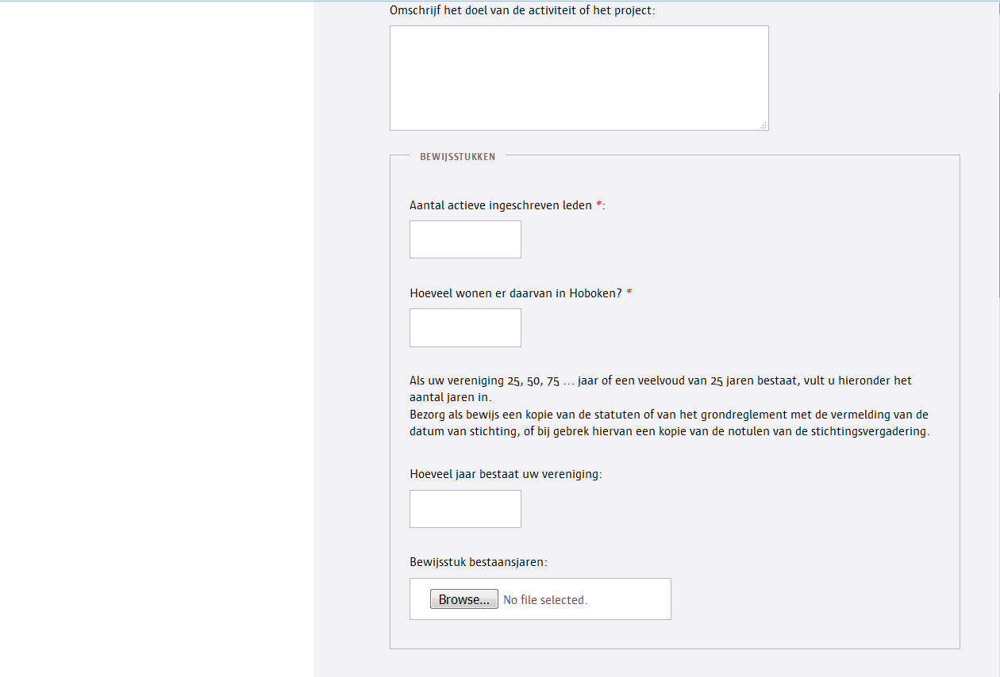 Omschrijf het doel van de activiteit of het project:
BEWIJSSTUKKEN
Aantal actieve ingeschreven leden *:
Hoeveel wonen er daarvan in Hoboken? *
Als uw vereniging 25, 50, 75 ... jaar of een veelvoud van 25 jaren bestaat, vult u hieronder het
aantal jaren in.
Bezorg als bewijs een kopie van de statuten of van het grondreglement met de vermelding van de
datum van stichting, of bij gebrek hiervan een kopie van de notulen van de stichtingsvergadering.
Hoeveel jaar bestaat uw vereniging:
Bewijsstuk bestaansjaren:
Browse... No file selected.